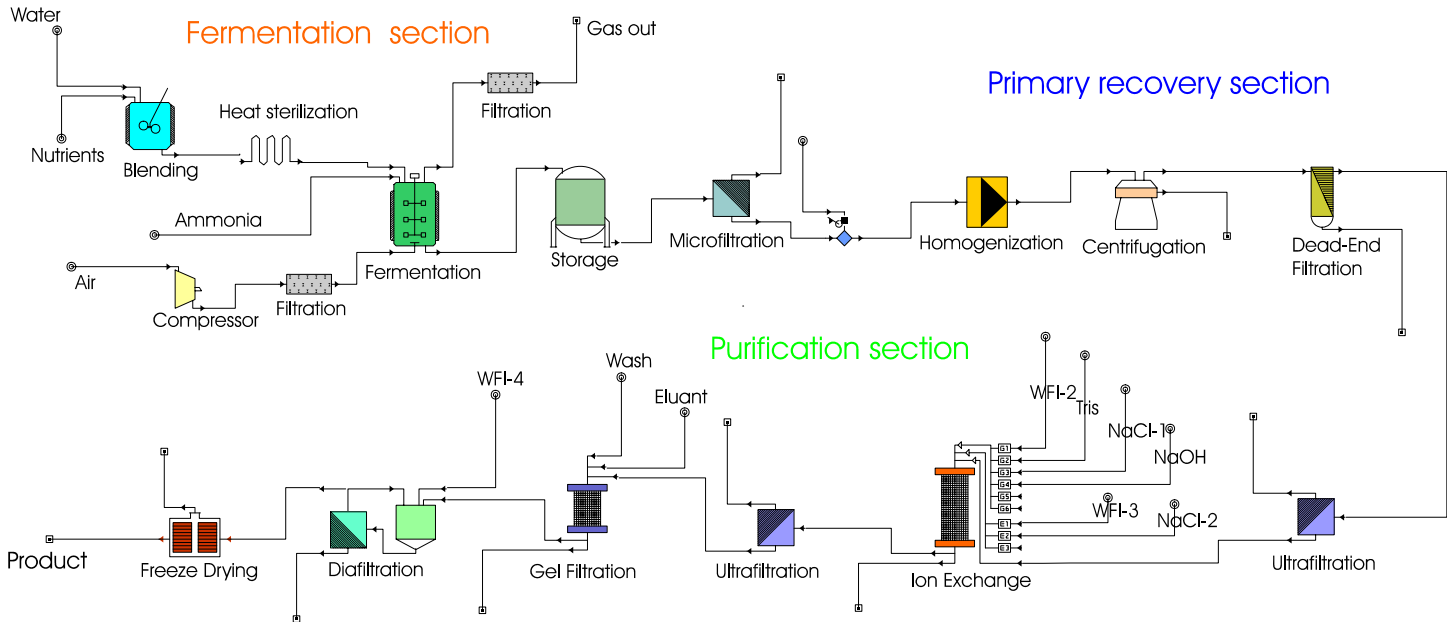 Water
Fermentation section
Gas out
Primary recovery section
Heat sterilization
Filtration
Nutrients
Blending
Ammonia
Microfiltration
Homogenization
Centrifugation
Dead-End
Filtration
Storage
Fermentation
Air
Filtration
Compressor
Purification section
Wash
WFI-4
Eluant
WFI-2
Tris
NaCl-1
NaOH
G1
G2
G3
G4
G5
G6
WFI-3
NaCl-2
E1
E2
E3
Product
Freeze Drying
Diafiltration
Gel Filtration
Ultrafiltration
Ion Exchange
Ultrafiltration